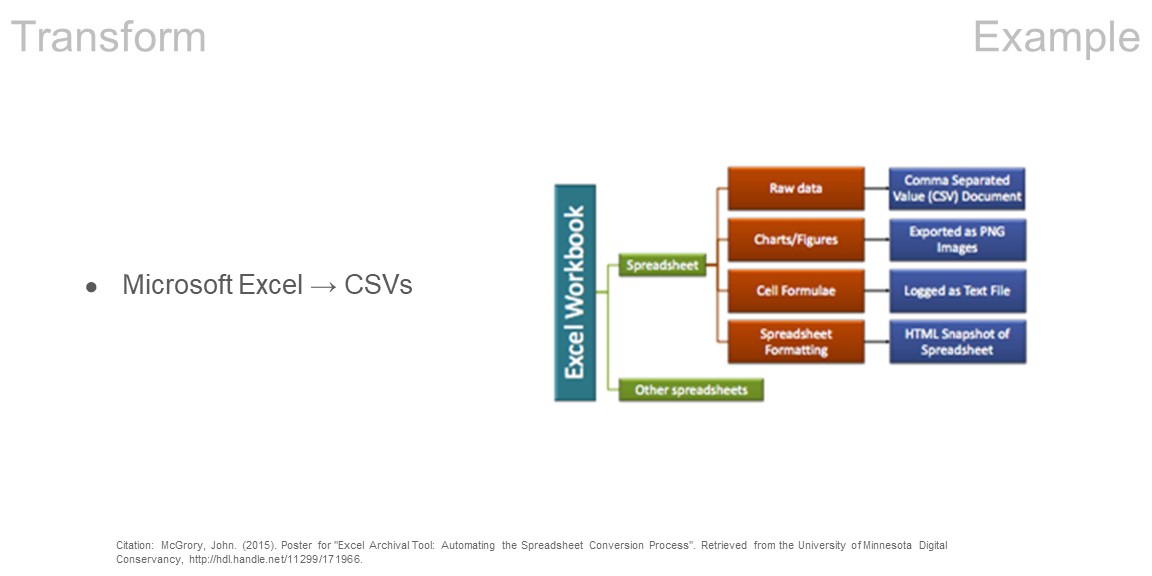 Transform
Example
● Microsoft Excel → CSVs
Excel Workbook
Spreadsheet
Other spreadsheets
Raw data
Comma Separated
Value (CSV) Document
Charts/Figures
Exported as PNG
Images
Cell Formulae
Logged as Text File
Spreadsheet
Formatting
HTML Snapshot of
Spreadsheet
Citation: McGrory, John. (2015). Poster for "Excel Archival Tool: Automating the Spreadsheet Conversion Process". Retrieved from the University of Minnesota Digital
Conservancy, http://hdl.handle.net/11299/171966.